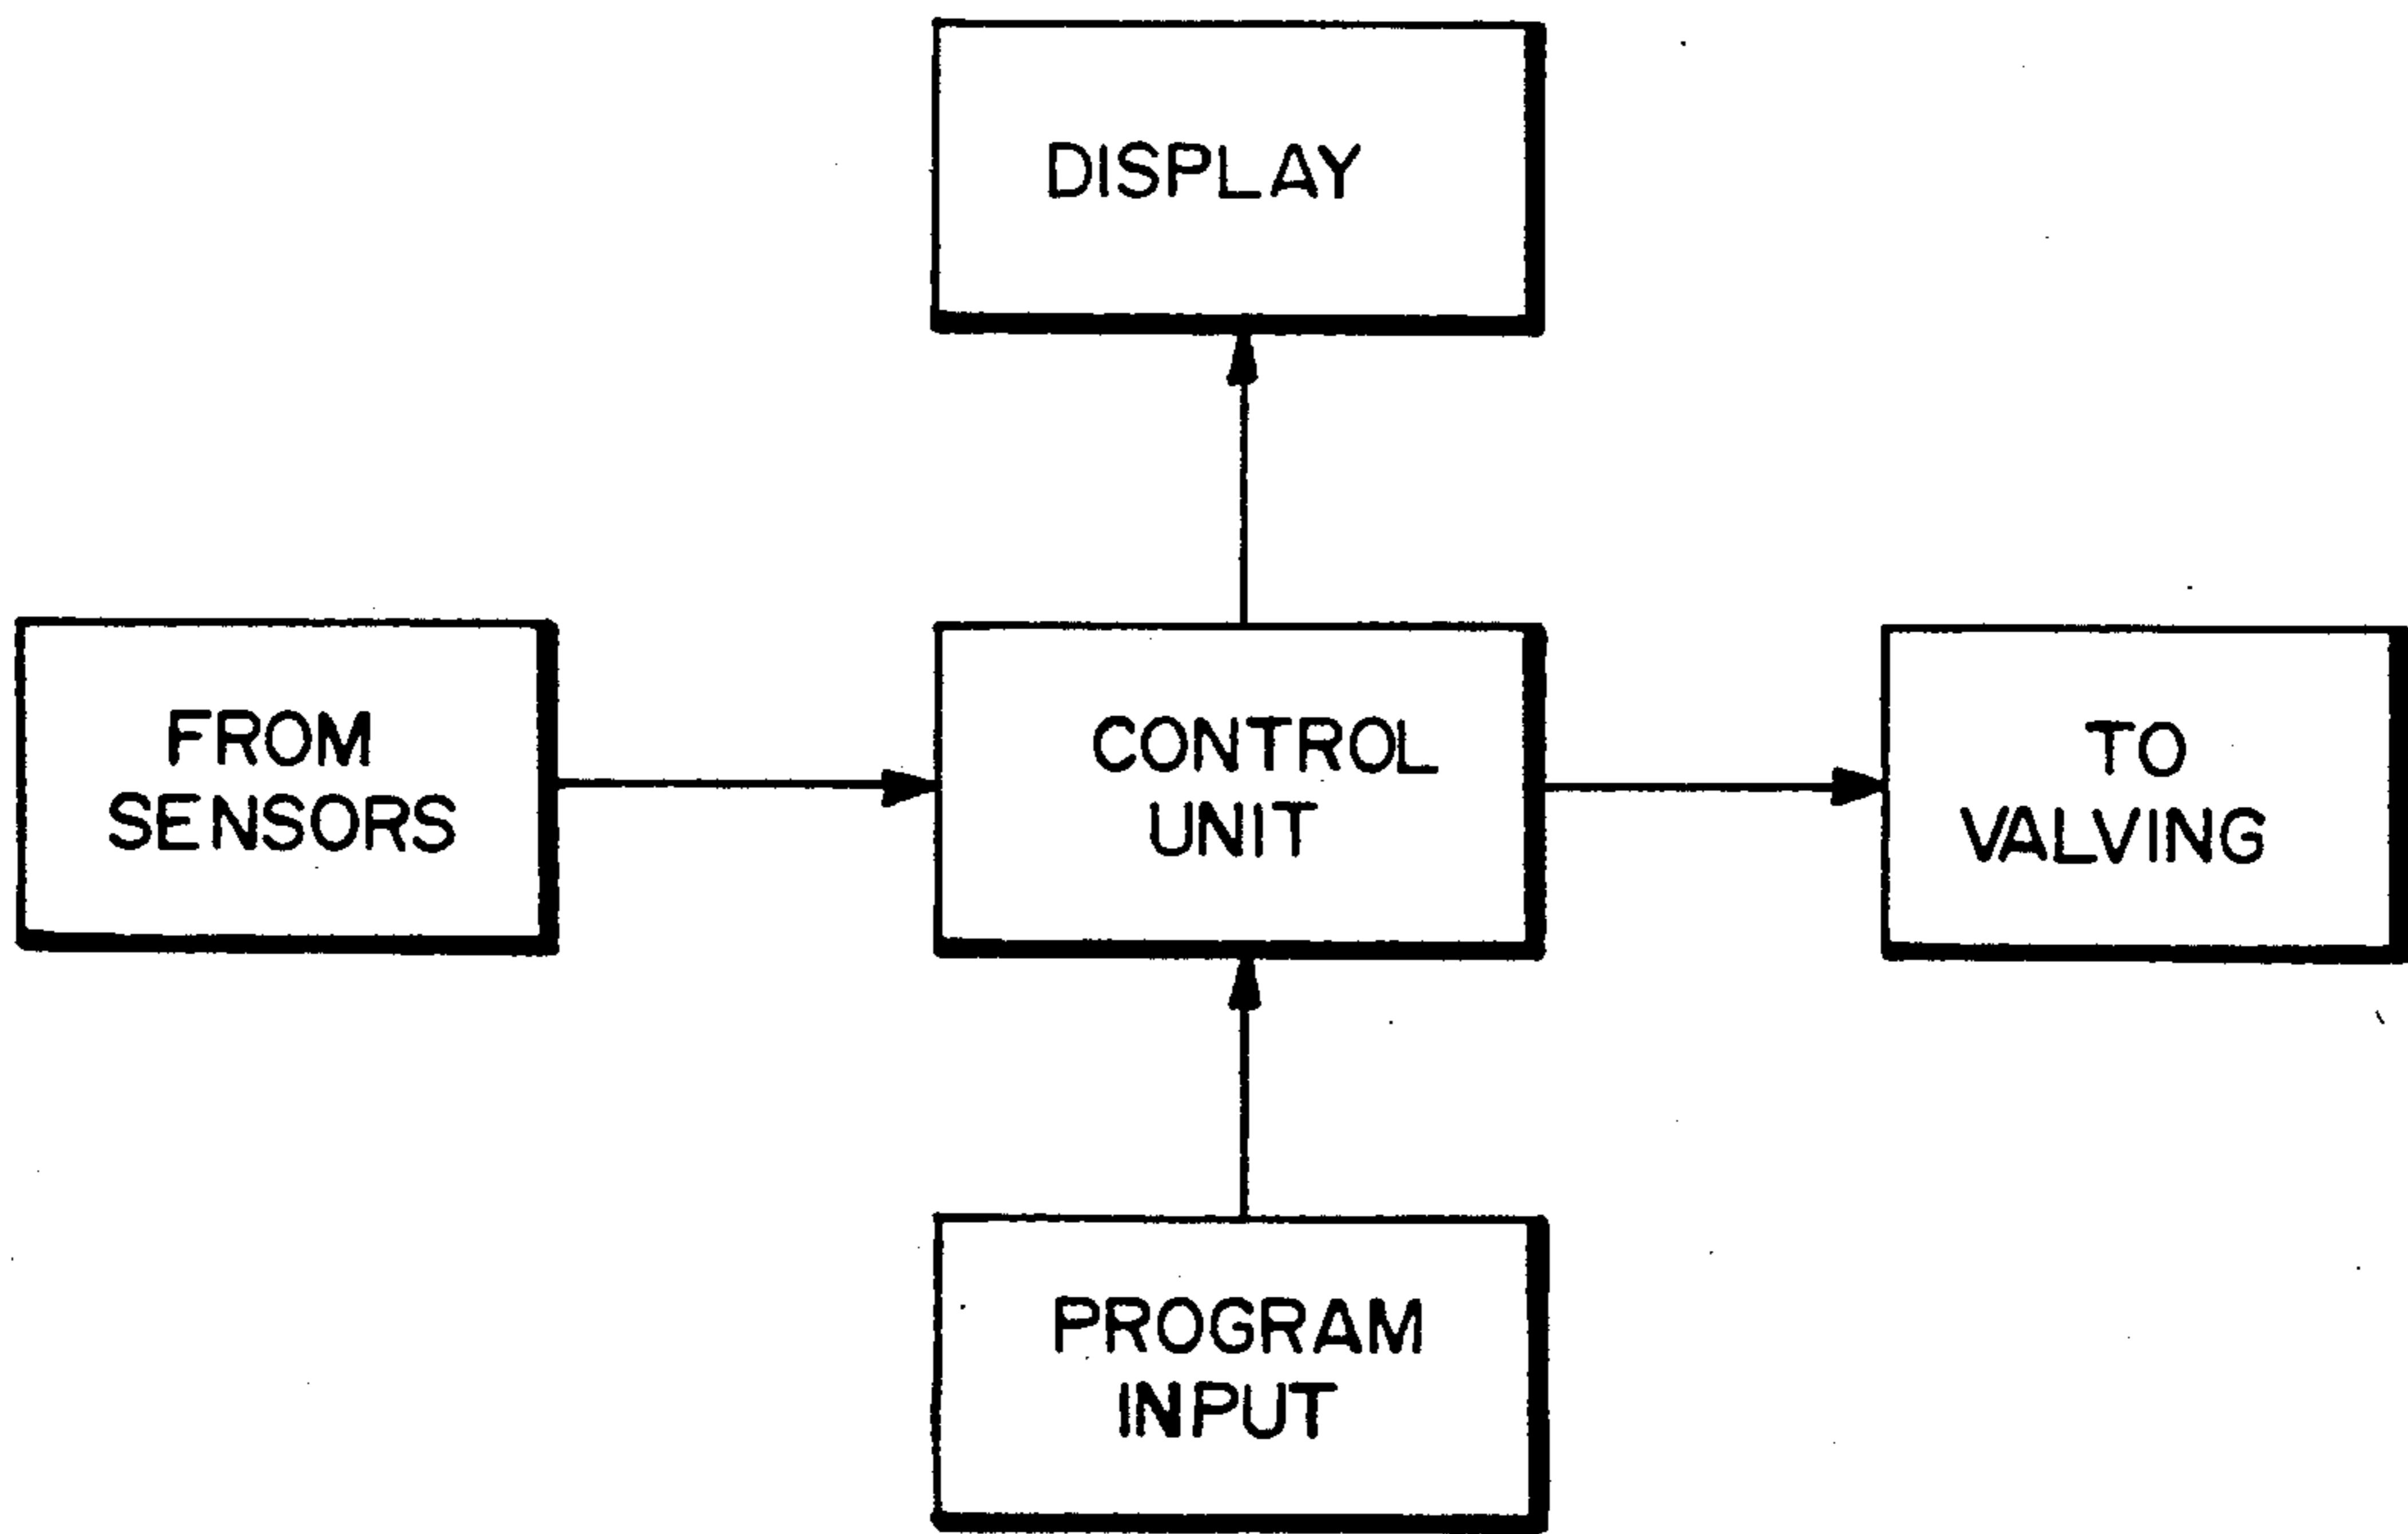 DISPLAY
FROM
SENSORS
CONTROL
UNIT
TO
VALVING
PROGRAM
INPUT